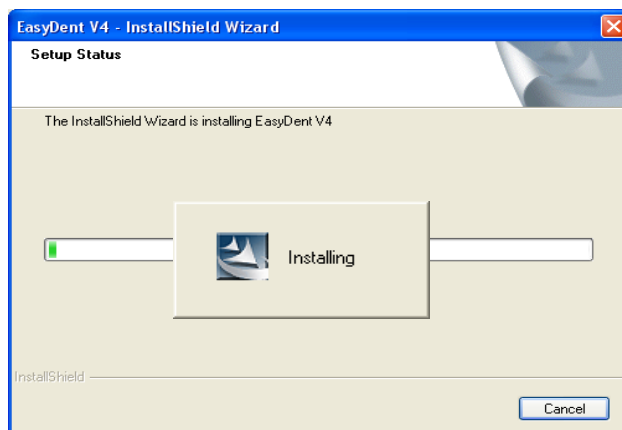 EasyDent V4 - InstallShield Wizard
Setup Status
The InstallShield Wizard is installing EasyDent V4
Installing
InstallShield
Cancel